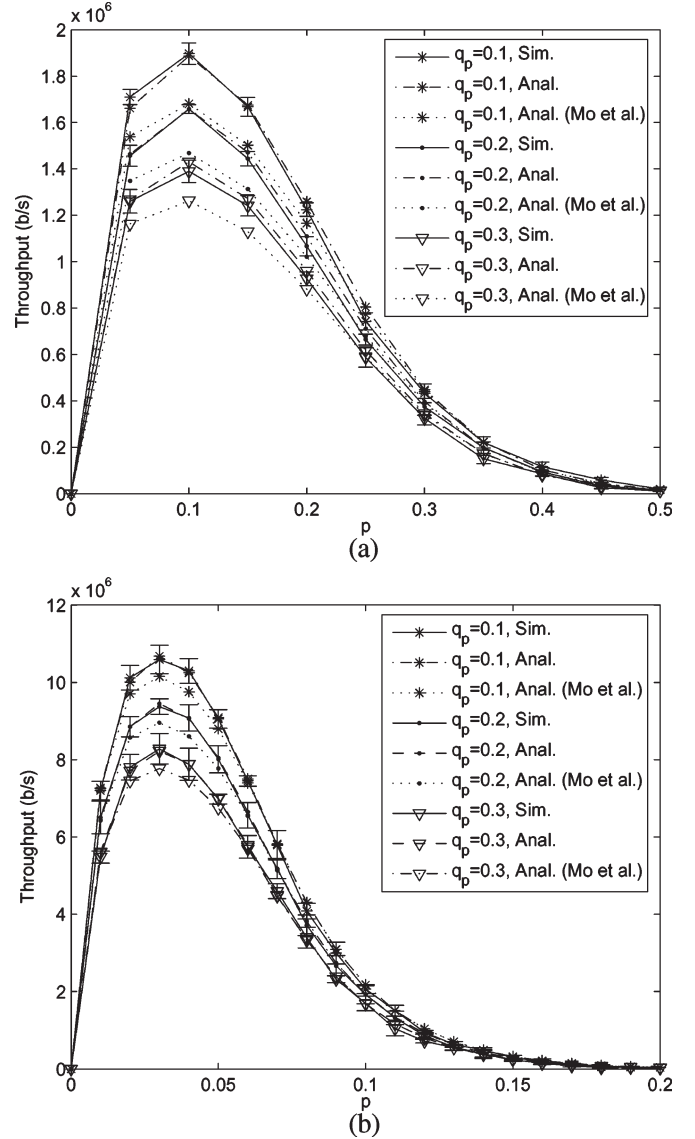 x 10^6
2
1.8
1.6
1.4
1.2
1
0.8
0.6
0.4
0.2
0
Throughput (b/s)
q_p=0.1, Sim.
q_p=0.1, Anal.
q_p=0.1, Anal. (Mo et al.)
q_p=0.2, Sim.
q_p=0.2, Anal.
q_p=0.2, Anal. (Mo et al.)
q_p=0.3, Sim.
q_p=0.3, Anal.
q_p=0.3, Anal. (Mo et al.)
0 0.1 0.2 0.3 0.4 0.5
p
(a)
x 10^6
12
10
8
6
4
2
0
Throughput (b/s)
q_p=0.1, Sim.
q_p=0.1, Anal.
q_p=0.1, Anal. (Mo et al.)
q_p=0.2, Sim.
q_p=0.2, Anal.
q_p=0.2, Anal. (Mo et al.)
q_p=0.3, Sim.
q_p=0.3, Anal.
q_p=0.3, Anal. (Mo et al.)
0 0.05 0.1 0.15 0.2
p
(b)